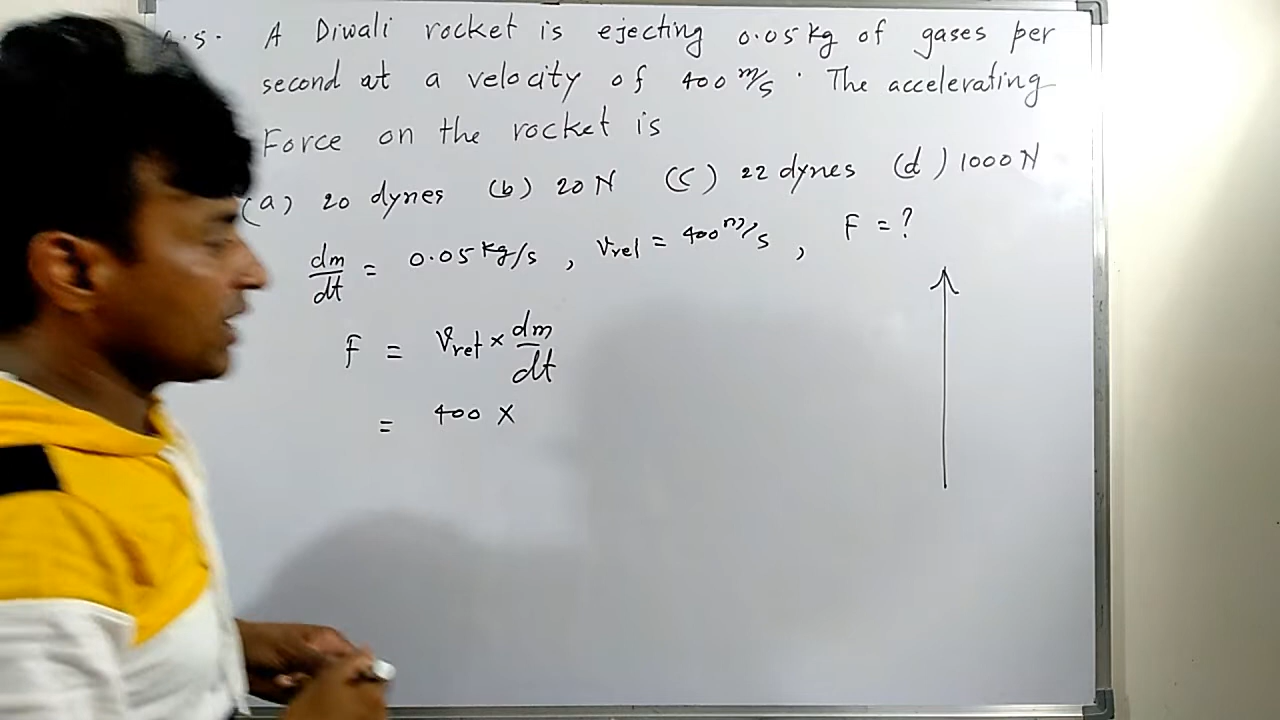 .5. A Diwali rocket is ejecting 0.05 kg of gases per
second at a velocity of 400 m/s. The accelerating
Force on the rocket is
(a) 20 dynes (b) 20 N (c) 22 dynes (d) 1000 N
dm/dt = 0.05 kg/s, Vrel = 400 m/s, F = ?
F = Vrel × dm/dt
= 400 ×